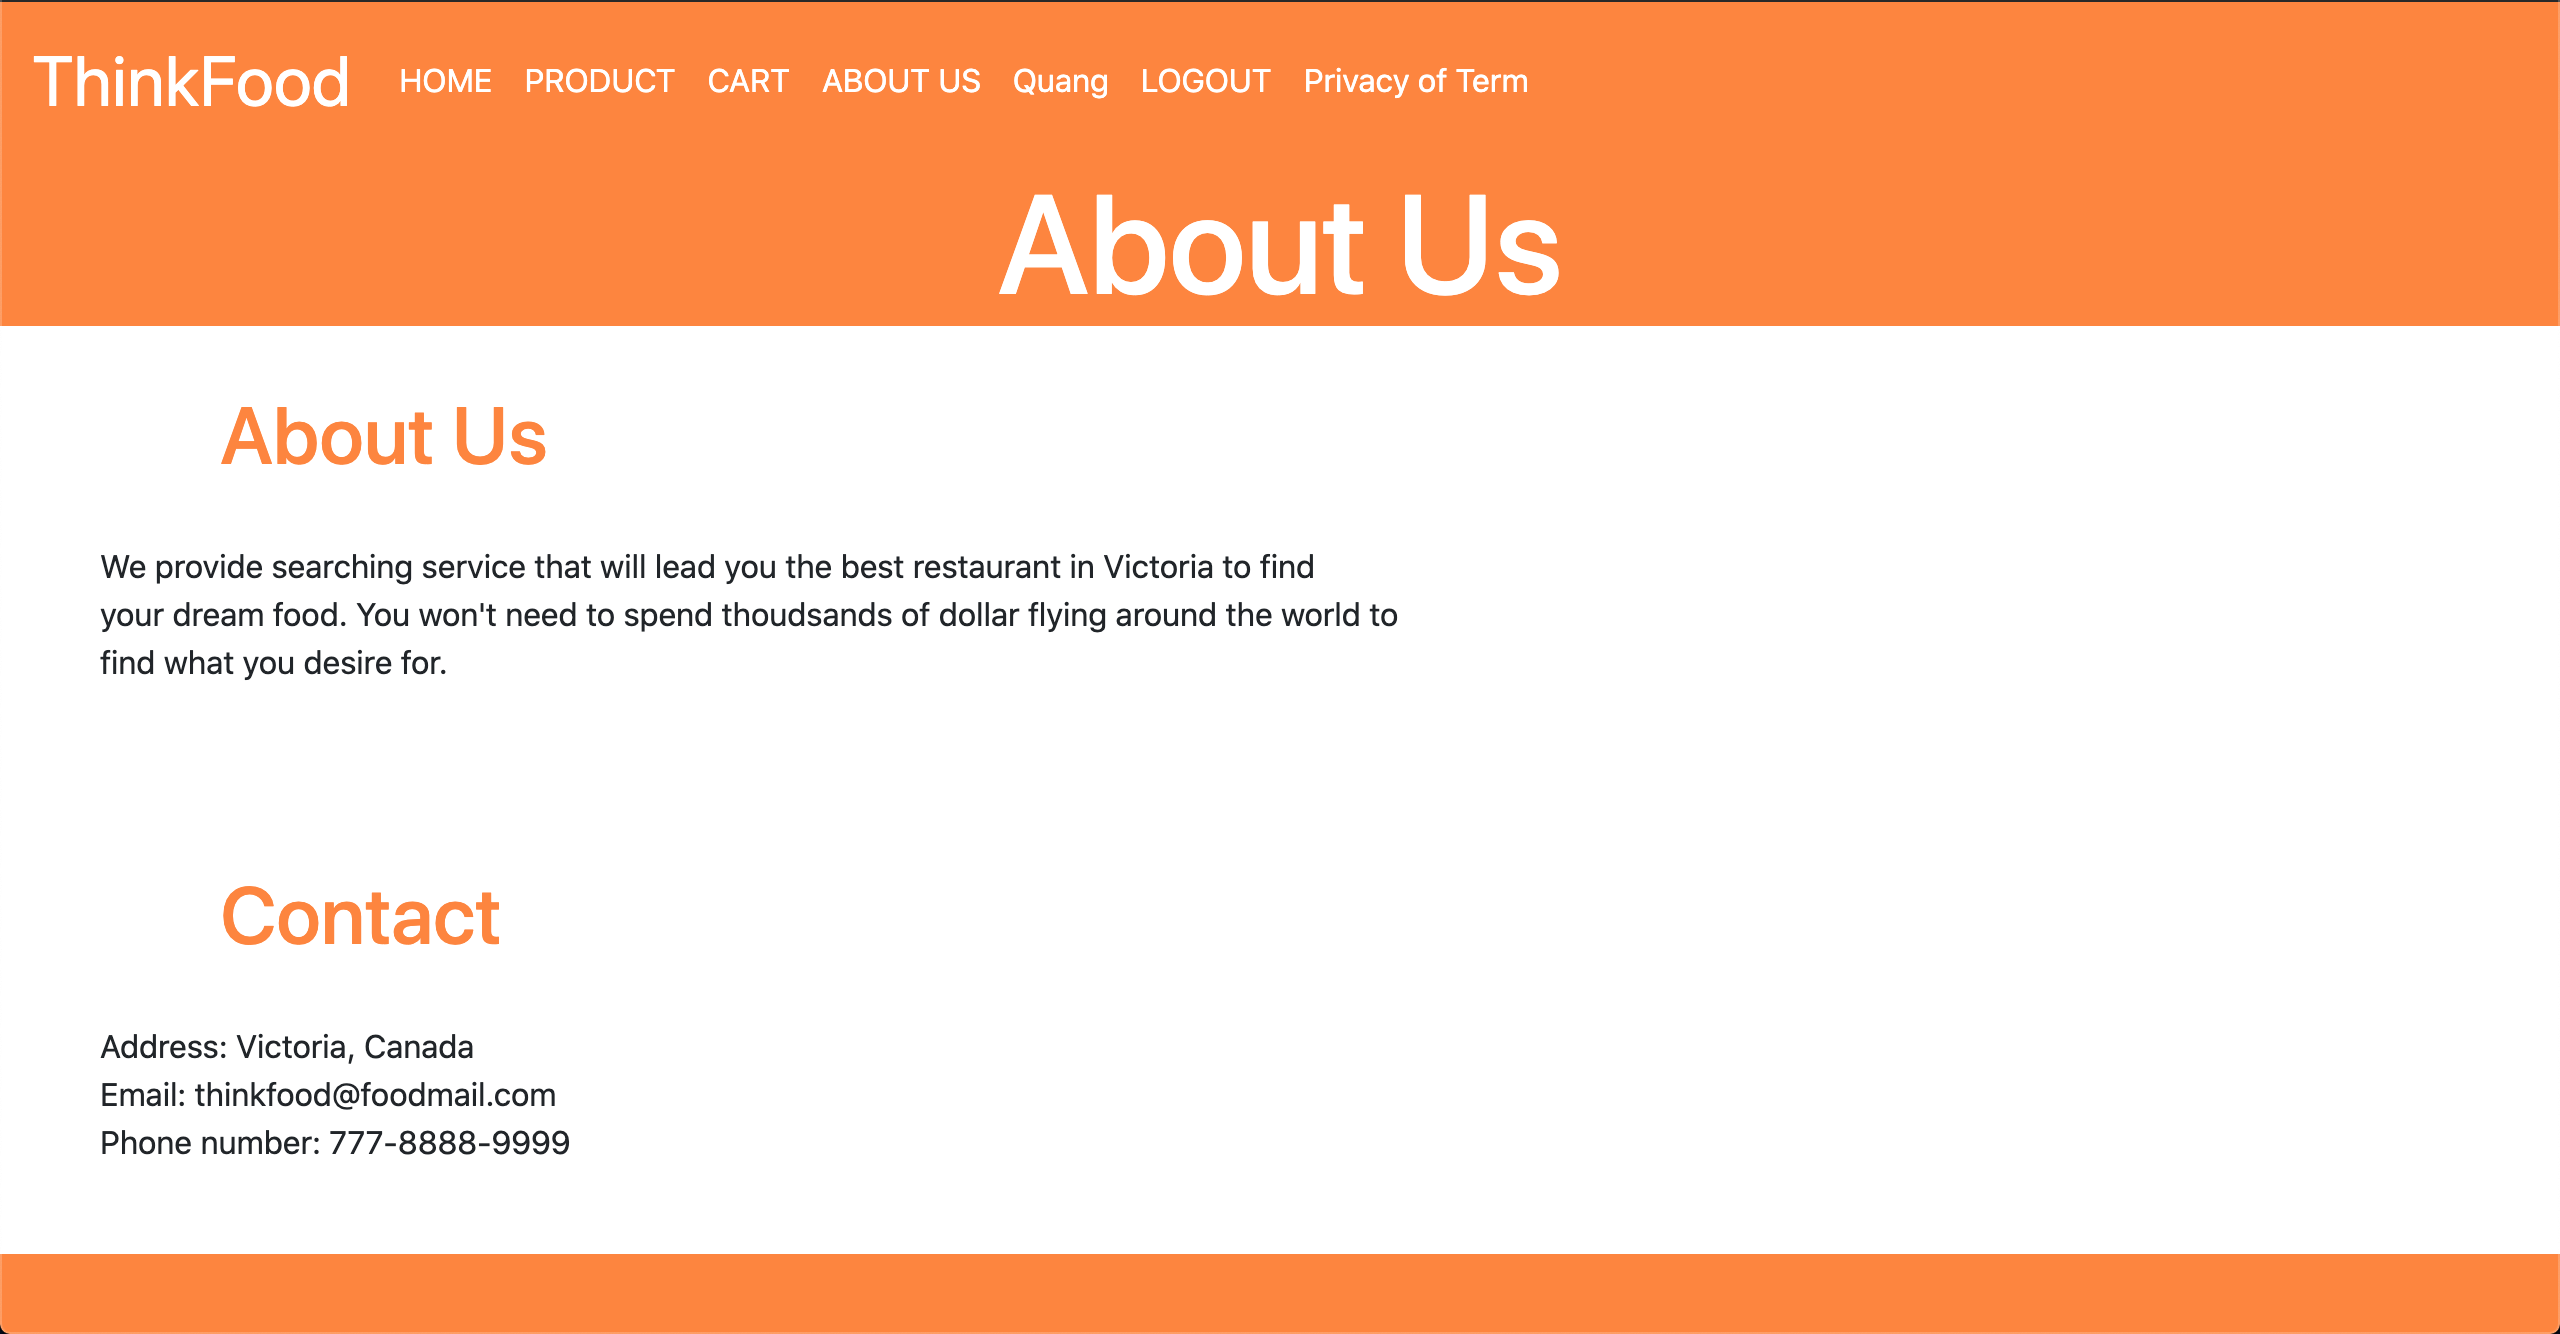 ThinkFood HOME PRODUCT CART ABOUT US Quang LOGOUT Privacy of Term
About Us
About Us
We provide searching service that will lead you the best restaurant in Victoria to find
your dream food. You won't need to spend thoudsands of dollar flying around the world to
find what you desire for.
Contact
Address: Victoria, Canada
Email: thinkfood@foodmail.com
Phone number: 777-8888-9999